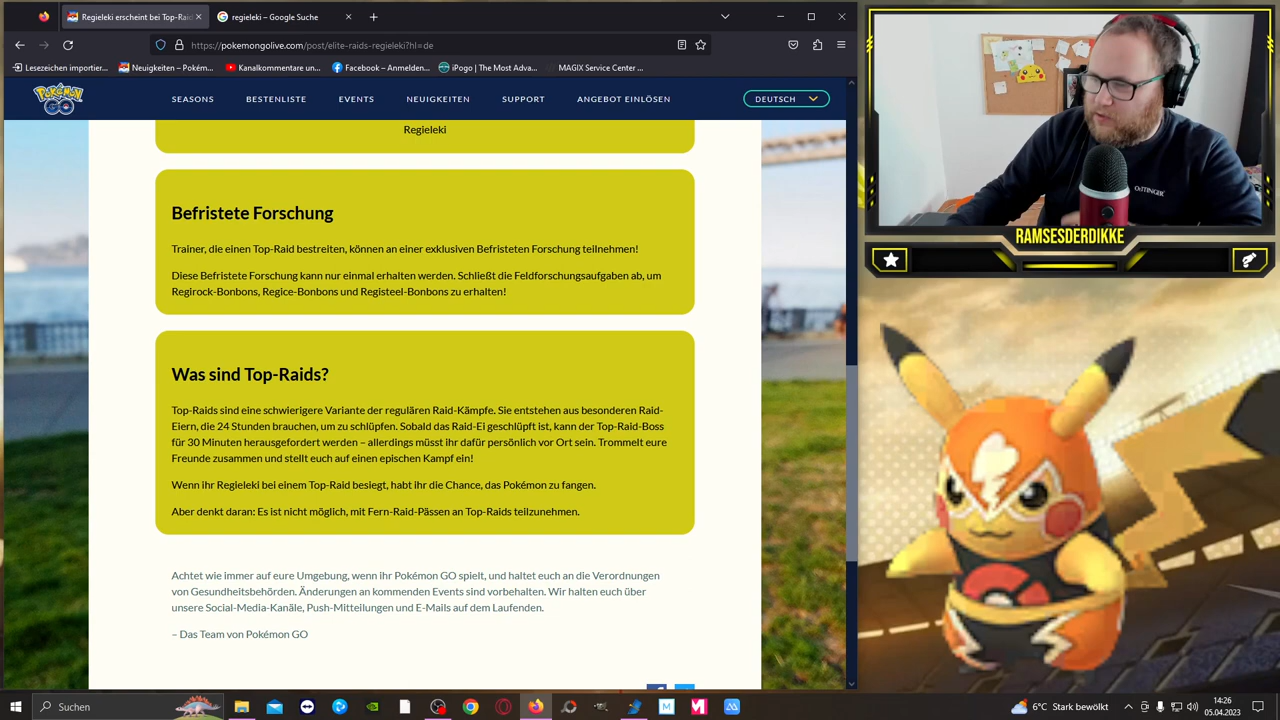 Regieleki erscheint bei Top-Raid
regieleki – Google Suche
https://pokemongolive.com/post/elite-raids-regieleki?hl=de
Lesezeichen importier...
Neuigkeiten – Pokém...
Kanalkommentare un...
Facebook – Anmelden...
iPogo | The Most Adva...
MAGIX Service Center ...
POKÉMON GO
SEASONS
BESTENLISTE
EVENTS
NEUIGKEITEN
SUPPORT
ANGEBOT EINLÖSEN
DEUTSCH
Regieleki
Befristete Forschung
Trainer, die einen Top-Raid bestreiten, können an einer exklusiven Befristeten Forschung teilnehmen!
Diese Befristete Forschung kann nur einmal erhalten werden. Schließt die Feldforschungsaufgaben ab, um
Regirock-Bonbons, Regice-Bonbons und Registeel-Bonbons zu erhalten!
Was sind Top-Raids?
Top-Raids sind eine schwierigere Variante der regulären Raid-Kämpfe. Sie entstehen aus besonderen Raid-
Eiern, die 24 Stunden brauchen, um zu schlüpfen. Sobald das Raid-Ei geschlüpft ist, kann der Top-Raid-Boss
für 30 Minuten herausgefordert werden – allerdings müsst ihr dafür persönlich vor Ort sein. Trommelt eure
Freunde zusammen und stellt euch auf einen epischen Kampf ein!
Wenn ihr Regieleki bei einem Top-Raid besiegt, habt ihr die Chance, das Pokémon zu fangen.
Aber denkt daran: Es ist nicht möglich, mit Fern-Raid-Pässen an Top-Raids teilzunehmen.
Achtet wie immer auf eure Umgebung, wenn ihr Pokémon GO spielt, und haltet euch an die Verordnungen
von Gesundheitsbehörden. Änderungen an kommenden Events sind vorbehalten. Wir halten euch über
unsere Social-Media-Kanäle, Push-Mitteilungen und E-Mails auf dem Laufenden.
– Das Team von Pokémon GO
OeTTINGER
RAMSESDERDIKKE
Suchen
6°C Stark bewölkt
14:26
05.04.2023